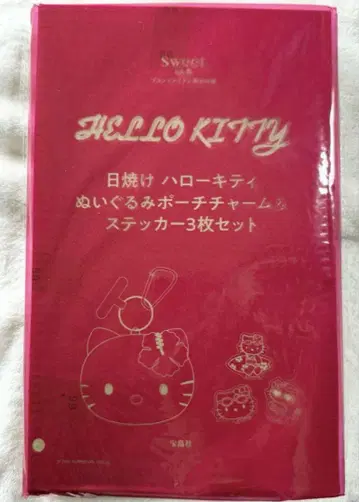 sweet
HELLO KITTY
日焼け ハローキティ
ぬいぐるみポーチチャーム&
ステッカー3枚セット
宝島社